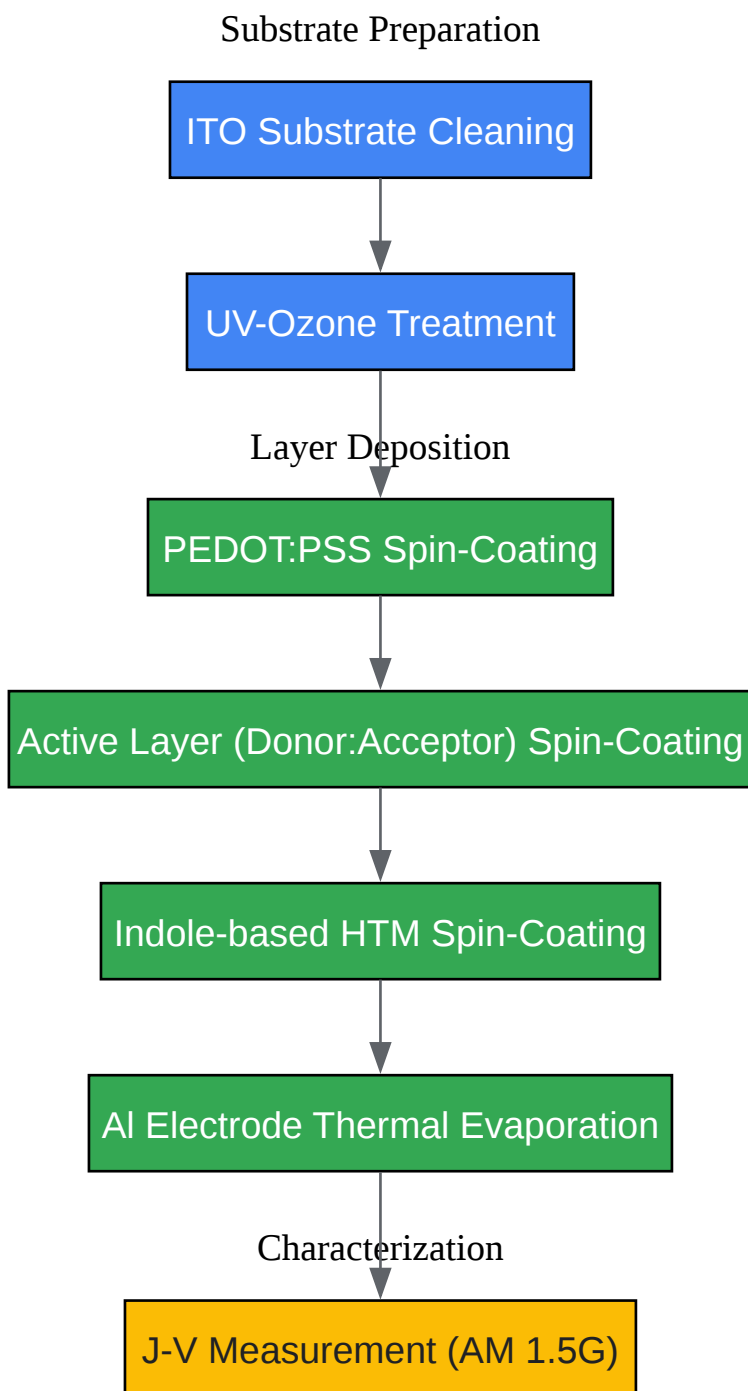 Substrate Preparation
ITO Substrate Cleaning
UV-Ozone Treatment
Layer Deposition
PEDOT:PSS Spin-Coating
Active Layer (Donor:Acceptor) Spin-Coating
Indole-based HTM Spin-Coating
Al Electrode Thermal Evaporation
Characterization
J-V Measurement (AM 1.5G)